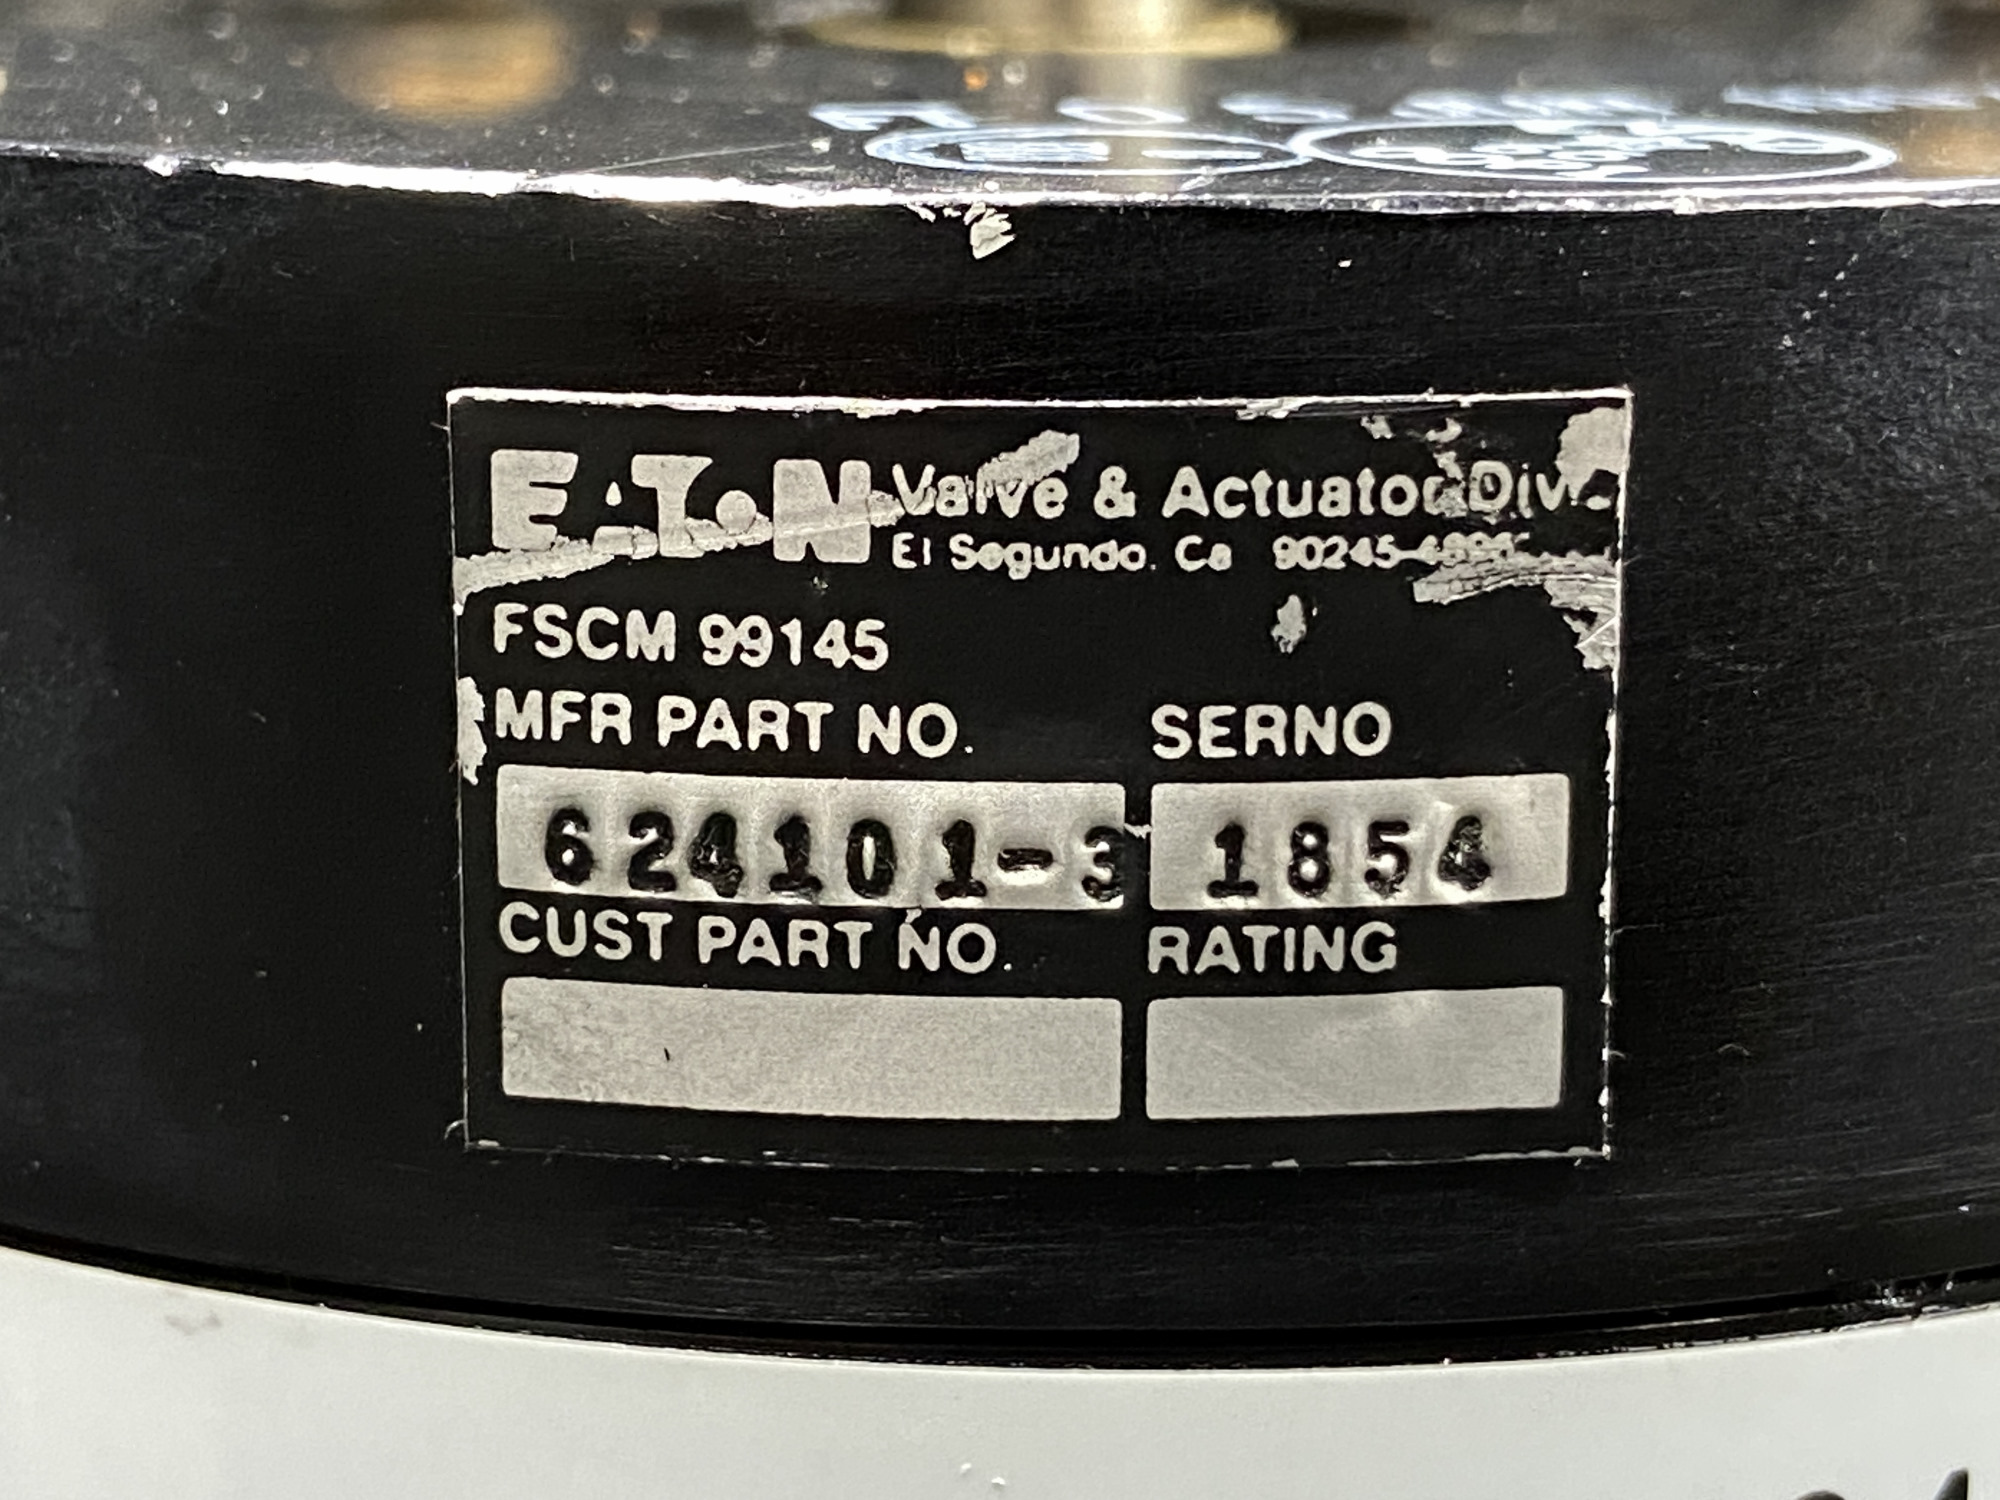 EATON Valve & Actuator Div.
El Segundo, Ca 90245-
FSCM 99145
MFR PART NO. SERNO
624101-3 1854
CUST PART NO. RATING